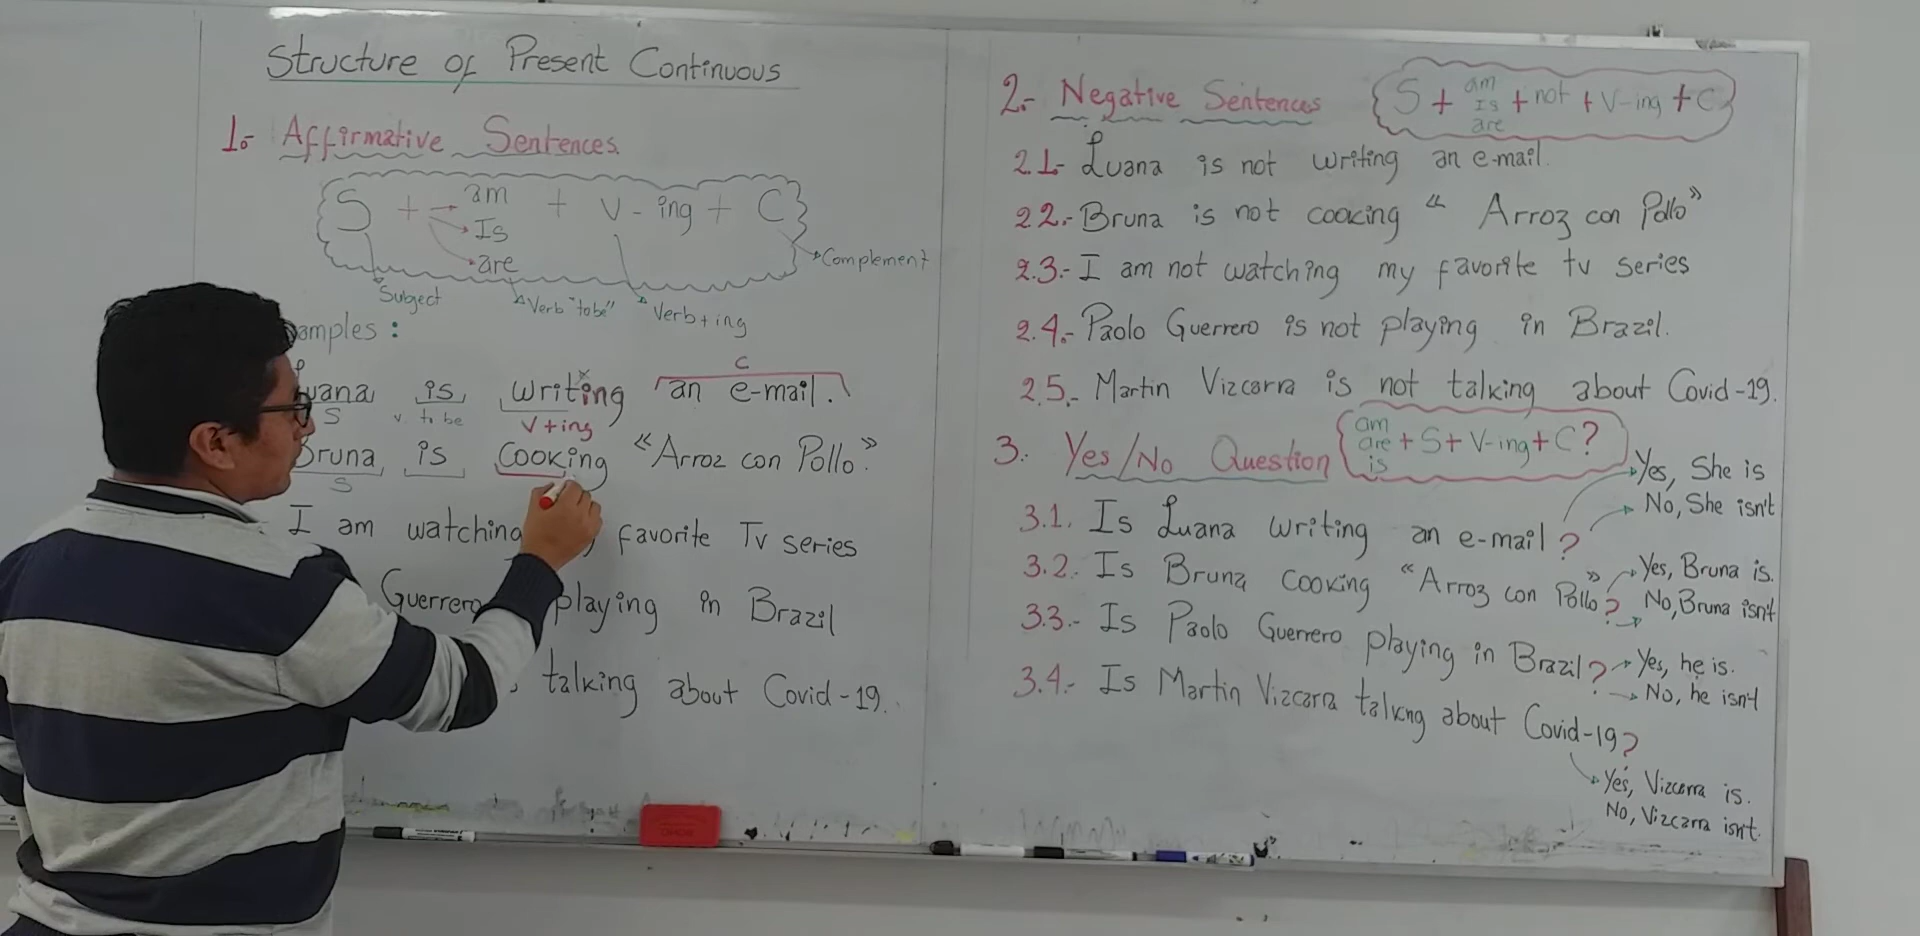 Structure of Present Continuous
1.- Affirmative Sentences.
S + am + V - ing + C
Is
are
Complement
Subject
Verb "to be"
Verb + ing
amples :
C
uana is writing an e-mail.
S v. to be V+ing
Bruna is Cooking “Arroz con Pollo”.
S
I am watching favorite Tv series
Guerrero playing in Brazil
talking about Covid-19.
2.- Negative Sentences
S + am + not + V-ing + C
Is
are
2.1- Luana is not writing an e-mail.
2.2.- Bruna is not cooking “ Arroz con Pollo”
2.3.- I am not watching my favorite tv series
2.4.- Paolo Guerrero is not playing in Brazil.
2.5.- Martin Vizcarra is not talking about Covid-19.
3. Yes/No Question
am
are + S + V-ing + C?
is
Yes, She is
No, She isn't
3.1. Is Luana writing an e-mail?
3.2. Is Bruna Cooking “Arroz con Pollo”?
Yes, Bruna is.
No, Bruna isn't
3.3.- Is Paolo Guerrero playing in Brazil?
Yes, he is.
No, he isn't
3.4.- Is Martin Vizcarra talking about Covid-19?
Yes, Vizcarra is.
No, Vizcarra isn't.